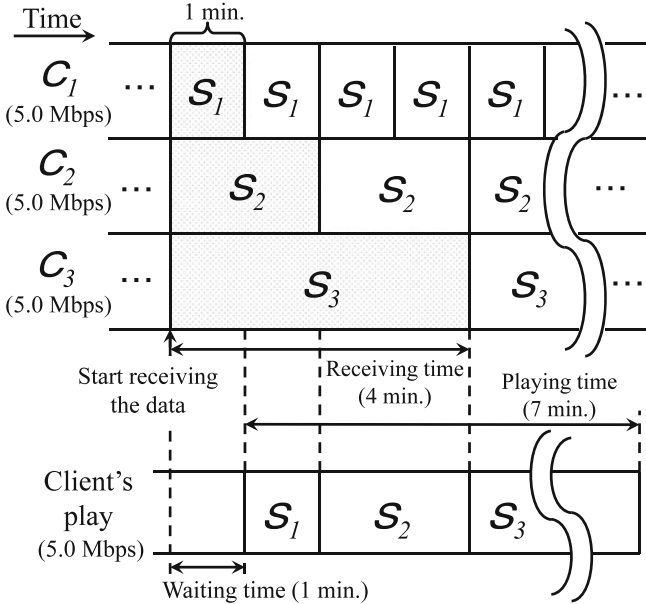 Time
1 min.
C1 ... S1 S1 S1 S1 S1 ...
(5.0 Mbps)
C2 ... S2 S2 S2 ...
(5.0 Mbps)
C3 ... S3 S3 ...
(5.0 Mbps)
Start receiving
the data
Receiving time
(4 min.)
Playing time
(7 min.)
Client's
play
(5.0 Mbps)
S1 S2 S3
Waiting time (1 min.)